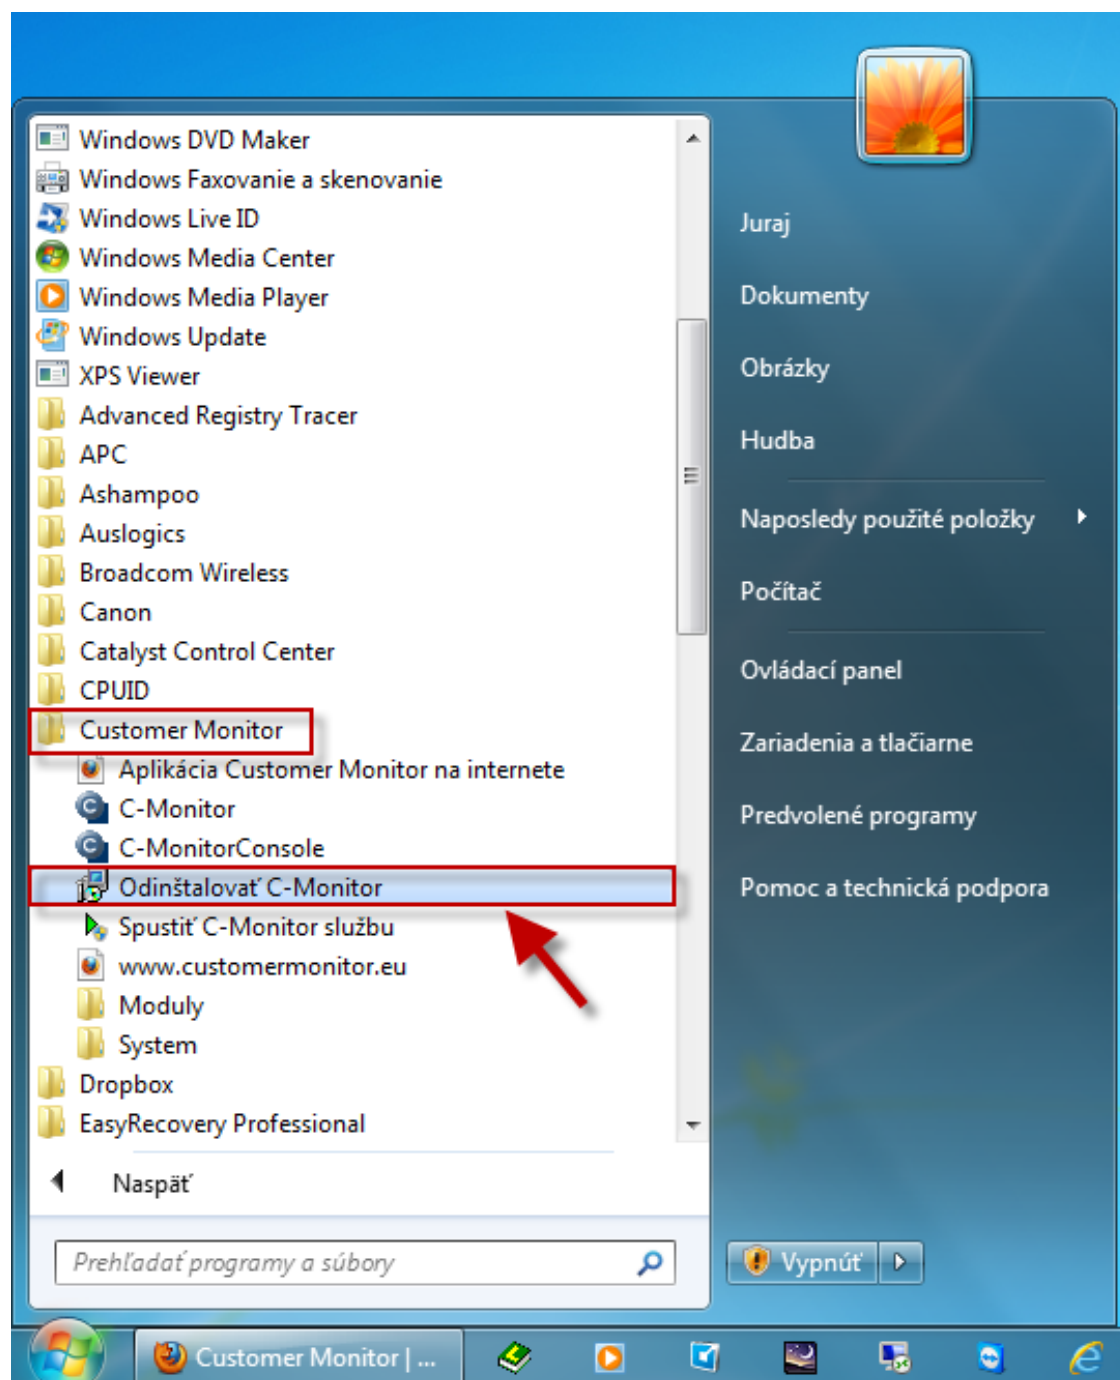 Windows DVD Maker
Windows Faxovanie a skenovanie
Windows Live ID
Windows Media Center
Windows Media Player
Windows Update
XPS Viewer
Advanced Registry Tracer
APC
Ashampoo
Auslogics
Broadcom Wireless
Canon
Catalyst Control Center
CPUID
Customer Monitor
Aplikácia Customer Monitor na internete
C-Monitor
C-MonitorConsole
Odinštalovať C-Monitor
Spustiť C-Monitor službu
www.customermonitor.eu
Moduly
System
Dropbox
EasyRecovery Professional
Naspäť
Prehľadať programy a súbory
Juraj
Dokumenty
Obrázky
Hudba
Naposledy použité položky
Počítač
Ovládací panel
Zariadenia a tlačiarne
Predvolené programy
Pomoc a technická podpora
Vypnúť
Customer Monitor | ...